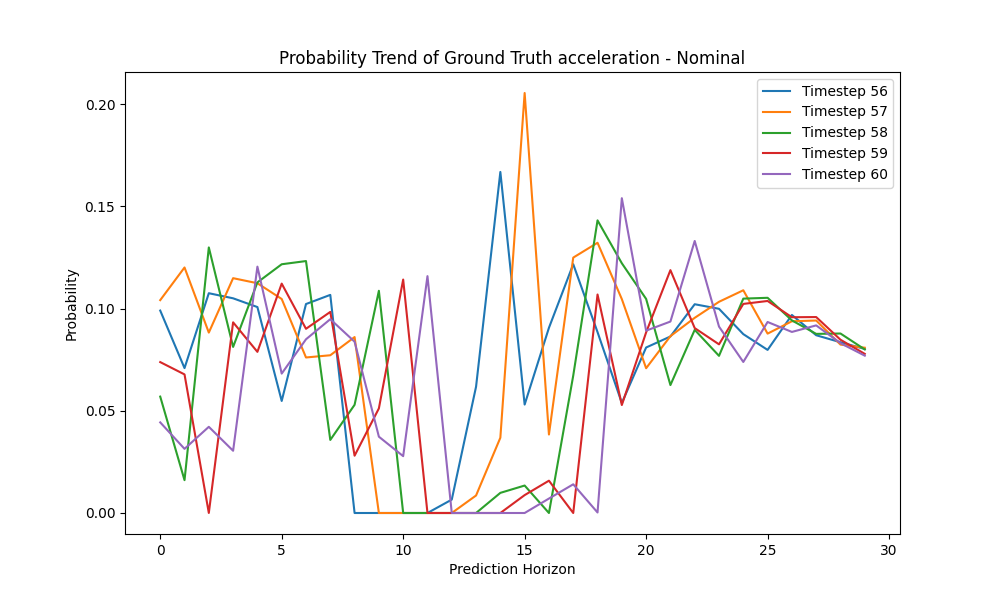 Probability Trend of Ground Truth acceleration - Nominal
Timestep 56
Timestep 57
Timestep 58
Timestep 59
Timestep 60
Probability
0.20
0.15
0.10
0.05
0.00
0 5 10 15 20 25 30
Prediction Horizon